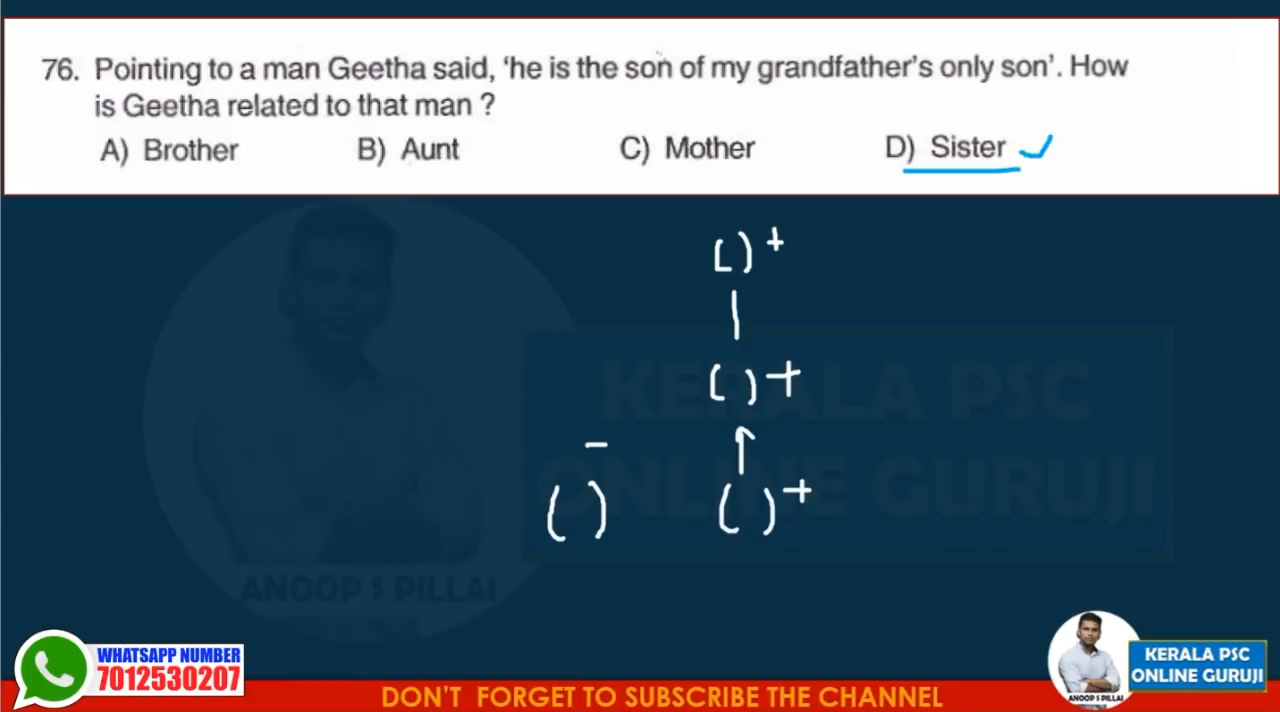 76. Pointing to a man Geetha said, ‘he is the son of my grandfather’s only son’. How
is Geetha related to that man ?
A) Brother B) Aunt C) Mother D) Sister
( ) +
( ) +
−
( ) ( ) +
KERALA PSC
ONLINE GURUJI
ANOOP S PILLAI
WHATSAPP NUMBER
7012530207
KERALA PSC
ONLINE GURUJI
ANOOP S PILLAI
DON’T FORGET TO SUBSCRIBE THE CHANNEL